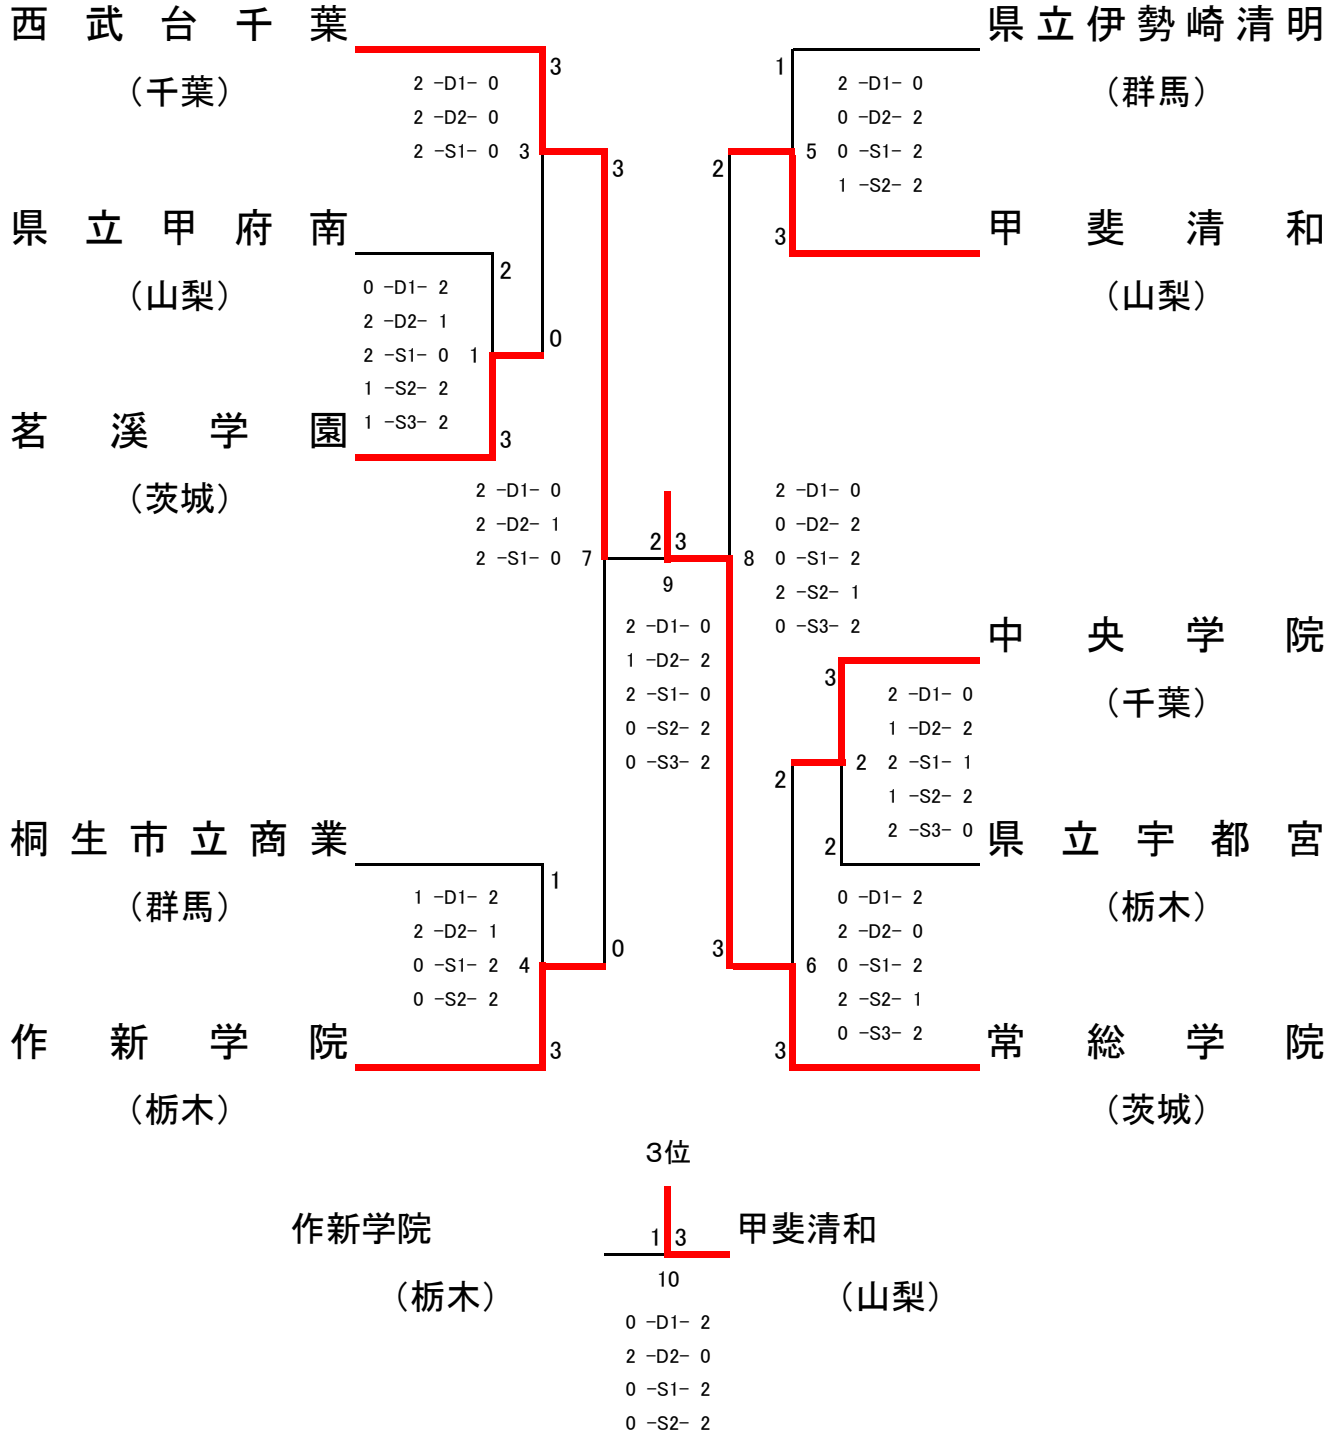 西武台千葉
（千葉）
3
2 -D1- 0
2 -D2- 0
2 -S1- 0
3
県立甲府南
（山梨）
2
0 -D1- 2
2 -D2- 1
2 -S1- 0
1 -S2- 2
1 -S3- 2
1
0
茗溪学園
（茨城）
3
3
2 -D1- 0
2 -D2- 1
2 -S1- 0
7
桐生市立商業
（群馬）
1
1 -D1- 2
2 -D2- 1
0 -S1- 2
0 -S2- 2
4
0
作新学院
（栃木）
3
2 3
9
2 -D1- 0
1 -D2- 2
2 -S1- 0
0 -S2- 2
0 -S3- 2
県立伊勢崎清明
（群馬）
1
2 -D1- 0
0 -D2- 2
0 -S1- 2
1 -S2- 2
5
2
甲斐清和
（山梨）
3
2 -D1- 0
0 -D2- 2
0 -S1- 2
2 -S2- 1
0 -S3- 2
8
中央学院
（千葉）
3
2 -D1- 0
1 -D2- 2
2 -S1- 1
1 -S2- 2
2 -S3- 0
2
2
県立宇都宮
（栃木）
2
0 -D1- 2
2 -D2- 0
0 -S1- 2
2 -S2- 1
0 -S3- 2
6
3
常総学院
（茨城）
3
３位
作新学院
（栃木）
1 3
甲斐清和
（山梨）
10
0 -D1- 2
2 -D2- 0
0 -S1- 2
0 -S2- 2